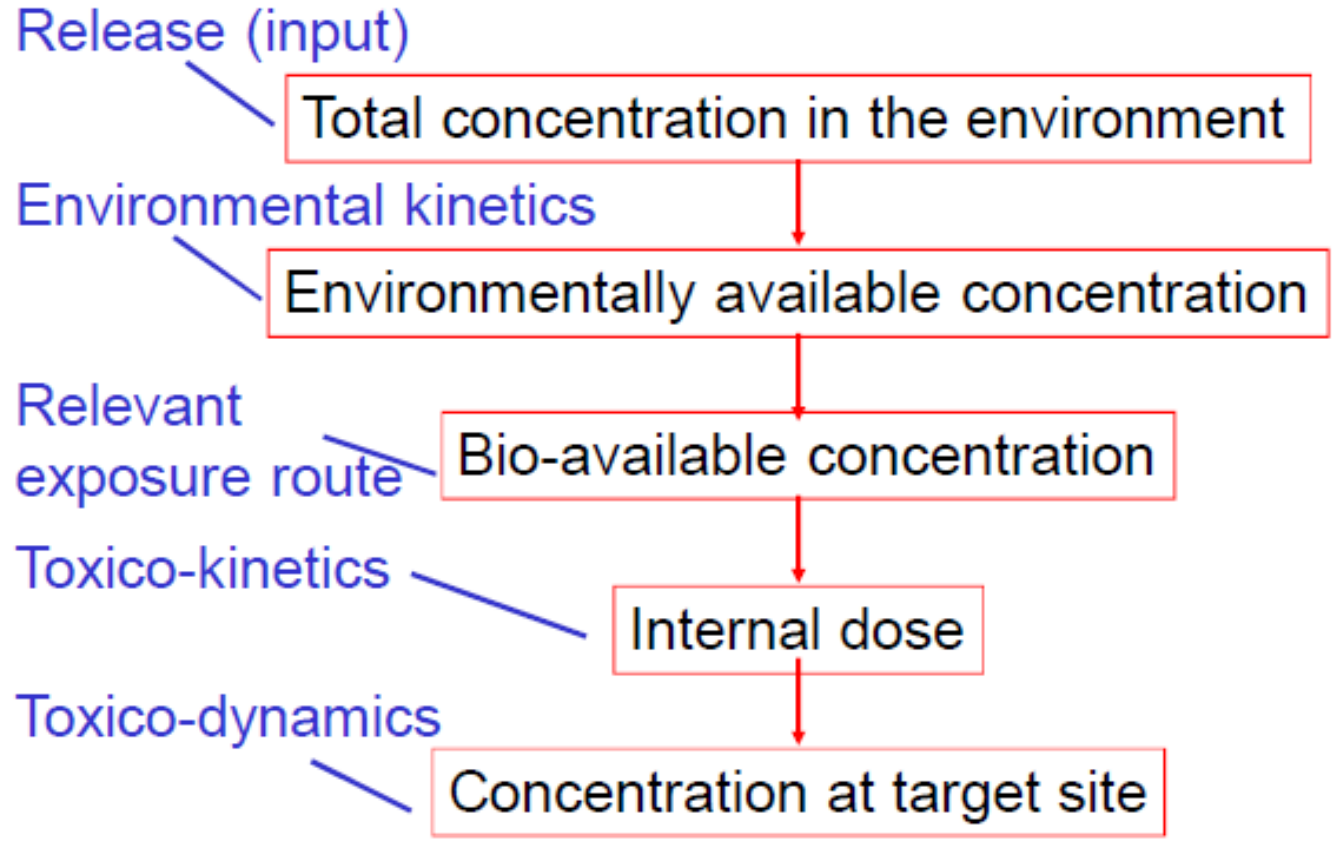 Release (input)
Total concentration in the environment
Environmental kinetics
Environmentally available concentration
Relevant
exposure route
Bio-available concentration
Toxico-kinetics
Internal dose
Toxico-dynamics
Concentration at target site